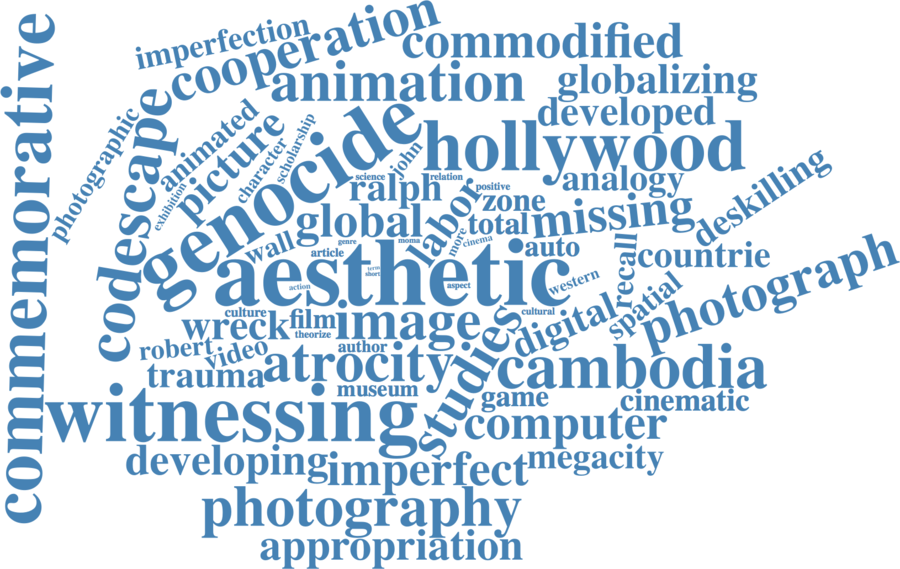 commemorative
imperfection
cooperation
commodified
animation
globalizing
developed
photographic
codescape
animated
picture
character
scholarship
exhibition
genocide
john
hollywood
science
relation
ralph
positive
analogy
zone
deskilling
global
labor
total
missing
wall
article
genre
moma
more
cinema
auto
recall
countrie
aesthetic
term
short
action
aspect
western
spatial
photograph
culture
wreck
film
theorize
image
cultural
digital
robert
video
author
studies
trauma
atrocity
cambodia
museum
game
cinematic
witnessing
computer
developing
imperfect
megacity
photography
appropriation